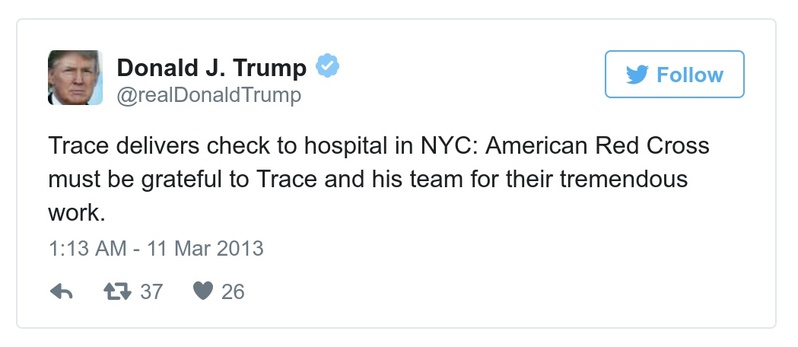 Donald J. Trump
@realDonaldTrump
Follow
Trace delivers check to hospital in NYC: American Red Cross
must be grateful to Trace and his team for their tremendous
work.
1:13 AM - 11 Mar 2013
37 26